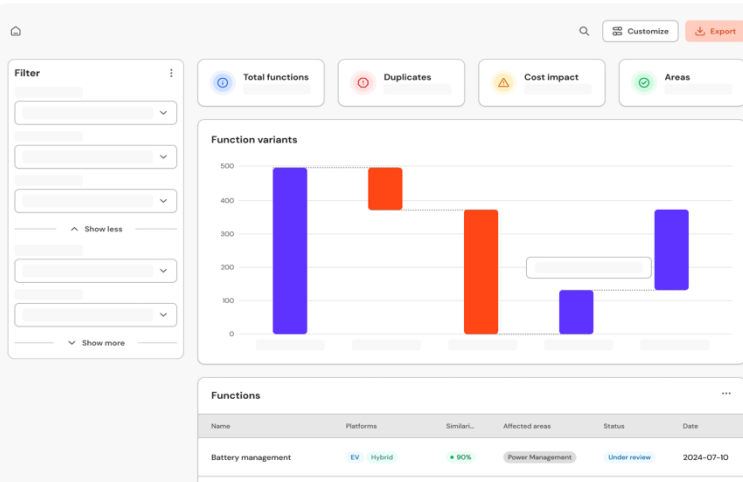 Customize
Export
Filter
Show less
Show more
Total functions
Duplicates
Cost impact
Areas
Function variants
500
400
300
200
100
0
Functions
Name Platforms Similari... Affected areas Status Date
Battery management EV Hybrid 90% Power Management Under review 2024-07-10